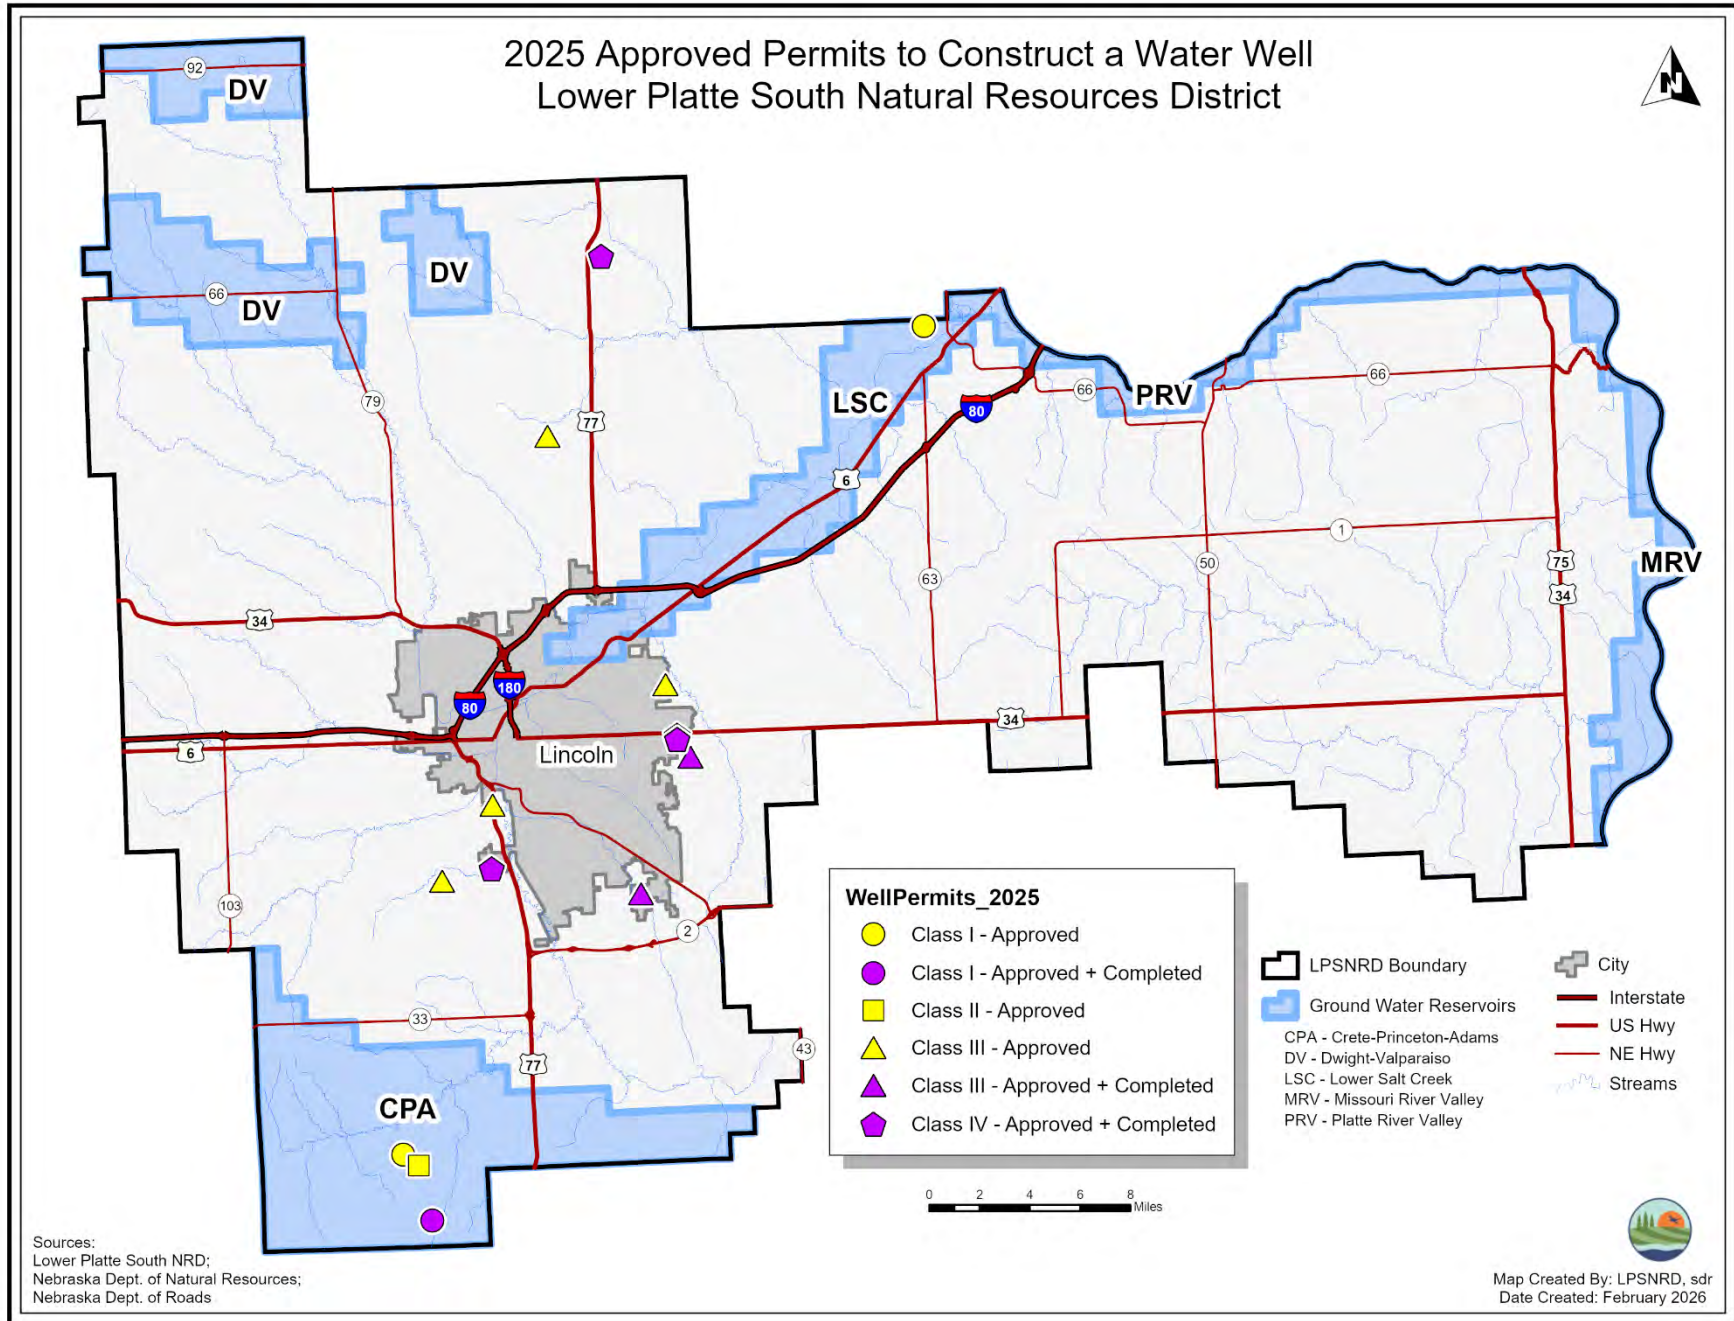 2025 Approved Permits to Construct a Water Well
Lower Platte South Natural Resources District
N
92
DV
DV
66
DV
77
79
LSC
80
66
PRV
66
6
1
63
50
75
34
MRV
34
180
80
34
6
Lincoln
103
2
33
77
43
CPA
WellPermits_2025
Class I - Approved
Class I - Approved + Completed
Class II - Approved
Class III - Approved
Class III - Approved + Completed
Class IV - Approved + Completed
LPSNRD Boundary
Ground Water Reservoirs
CPA - Crete-Princeton-Adams
DV - Dwight-Valparaiso
LSC - Lower Salt Creek
MRV - Missouri River Valley
PRV - Platte River Valley
City
Interstate
US Hwy
NE Hwy
Streams
0 2 4 6 8
Miles
Sources:
Lower Platte South NRD;
Nebraska Dept. of Natural Resources;
Nebraska Dept. of Roads
Map Created By: LPSNRD, sdr
Date Created: February 2026